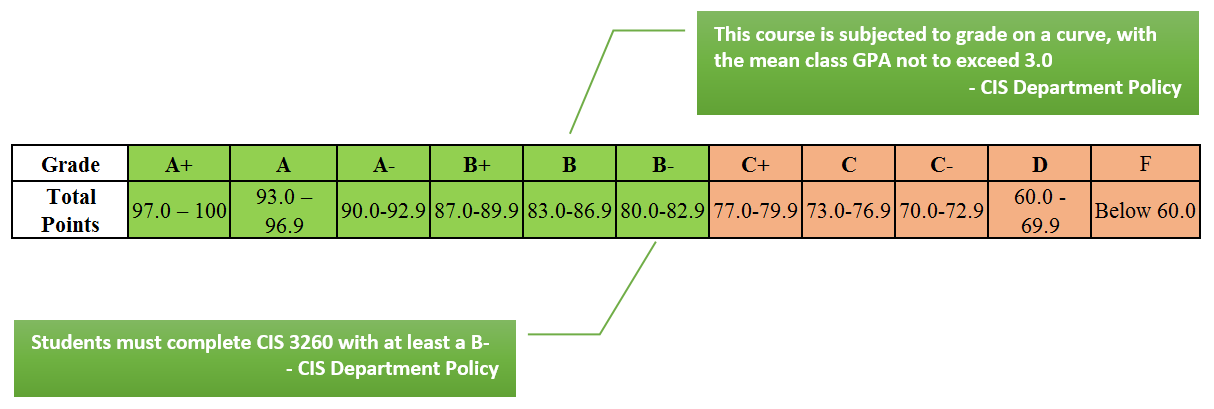 This course is subjected to grade on a curve, with
the mean class GPA not to exceed 3.0
- CIS Department Policy
Grade A+ A A- B+ B B- C+ C C- D F
Total Points 97.0 – 100 93.0 – 96.9 90.0-92.9 87.0-89.9 83.0-86.9 80.0-82.9 77.0-79.9 73.0-76.9 70.0-72.9 60.0 - 69.9 Below 60.0
Students must complete CIS 3260 with at least a B-
- CIS Department Policy